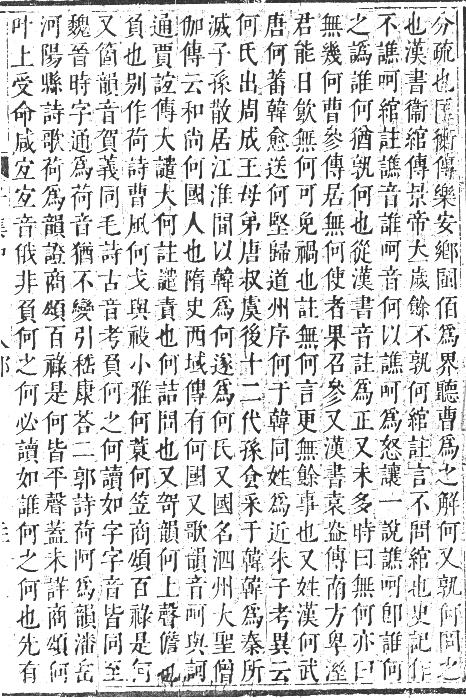 分疏也匡衡傳樂安鄉國佰爲界聽曹爲之解何又孰何問之
也漢書衞綰傳景帝大歲餘不孰何綰註言不問綰也史記作
不譙呵綰註譙音誰呵音何以譙呵爲怒讓一說譙呵卽誰何
之譌誰何猶孰何也從漢書音註爲正又未多時曰無何亦曰
無幾何曹參傳居無何使者果召參又漢書袁盎傳南方卑溼
君能日飮無何可免禍也註無何言更無餘事也又姓漢何武
唐何蕃韓愈送何堅歸道州序何于韓同姓爲近朱子考異云
何氏出周成王母弟唐叔虞後十二代孫食采于韓韓爲秦所
滅子孫散居江淮間以韓爲何遂爲何氏又國名泗州大聖僧
伽傳云和尚何國人也隋史西域傳有何國又歌韻音呵與訶
通賈誼傳大譴大何註譴責也何詰問也又哿韻何上聲儋也
負也別作荷詩曹風何戈與祋小雅何蓑何笠商頌百祿是何
又箇韻音賀義同毛詩古音考負何之何讀如字字音皆同至
魏晉時字通爲荷音猶不變引嵇康荅二郭詩荷阿爲韻潘岳
河陽縣詩歌荷爲韻證商頌百祿是何皆平聲蓋未詳商頌何
叶上受命咸宜宜音俄非負何之何必讀如誰何之何也先有